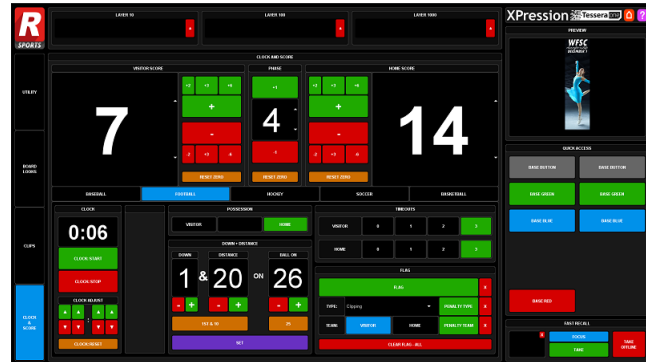 R
SPORTS
LAYER 10
LAYER 100
LAYER 1000
XPression
Tessera
?
PREVIEW
WFSC
CLOCK AND SCORE
VISITOR SCORE
PHASE
HOME SCORE
7
+2 +3 +6
+
-
-2 -3 -6
RESET ZERO
+1
4
-1
+2 +3 +6
+
-
-2 -3 -6
RESET ZERO
14
UTILITY
BOARD
LOOKS
CLIPS
CLOCK
&
SCORE
BASEBALL FOOTBALL HOCKEY SOCCER BASKETBALL
CLOCK
0:06
CLOCK START
CLOCK STOP
CLOCK ADJUST
:
CLOCK RESET
POSSESSION
VISITOR HOME
DOWN + DISTANCE
DOWN DISTANCE BALL ON
1 & 20 ON 26
- + - + - +
1ST & 10 25
SET
TIMEOUTS
VISITOR 0 1 2 3
HOME 0 1 2 3
FLAG
FLAG X
TYPE: Clipping PENALTY TYPE X
TEAM: VISITOR HOME PENALTY TEAM X
CLEAR FLAG - ALL
QUICK ACCESS
BASE BUTTON BASE BUTTON
BASE GREEN BASE GREEN
BASE BLUE BASE BLUE
BASE RED
FAST RECALL
X
FOCUS
TAKE
TAKE
OFFLINE